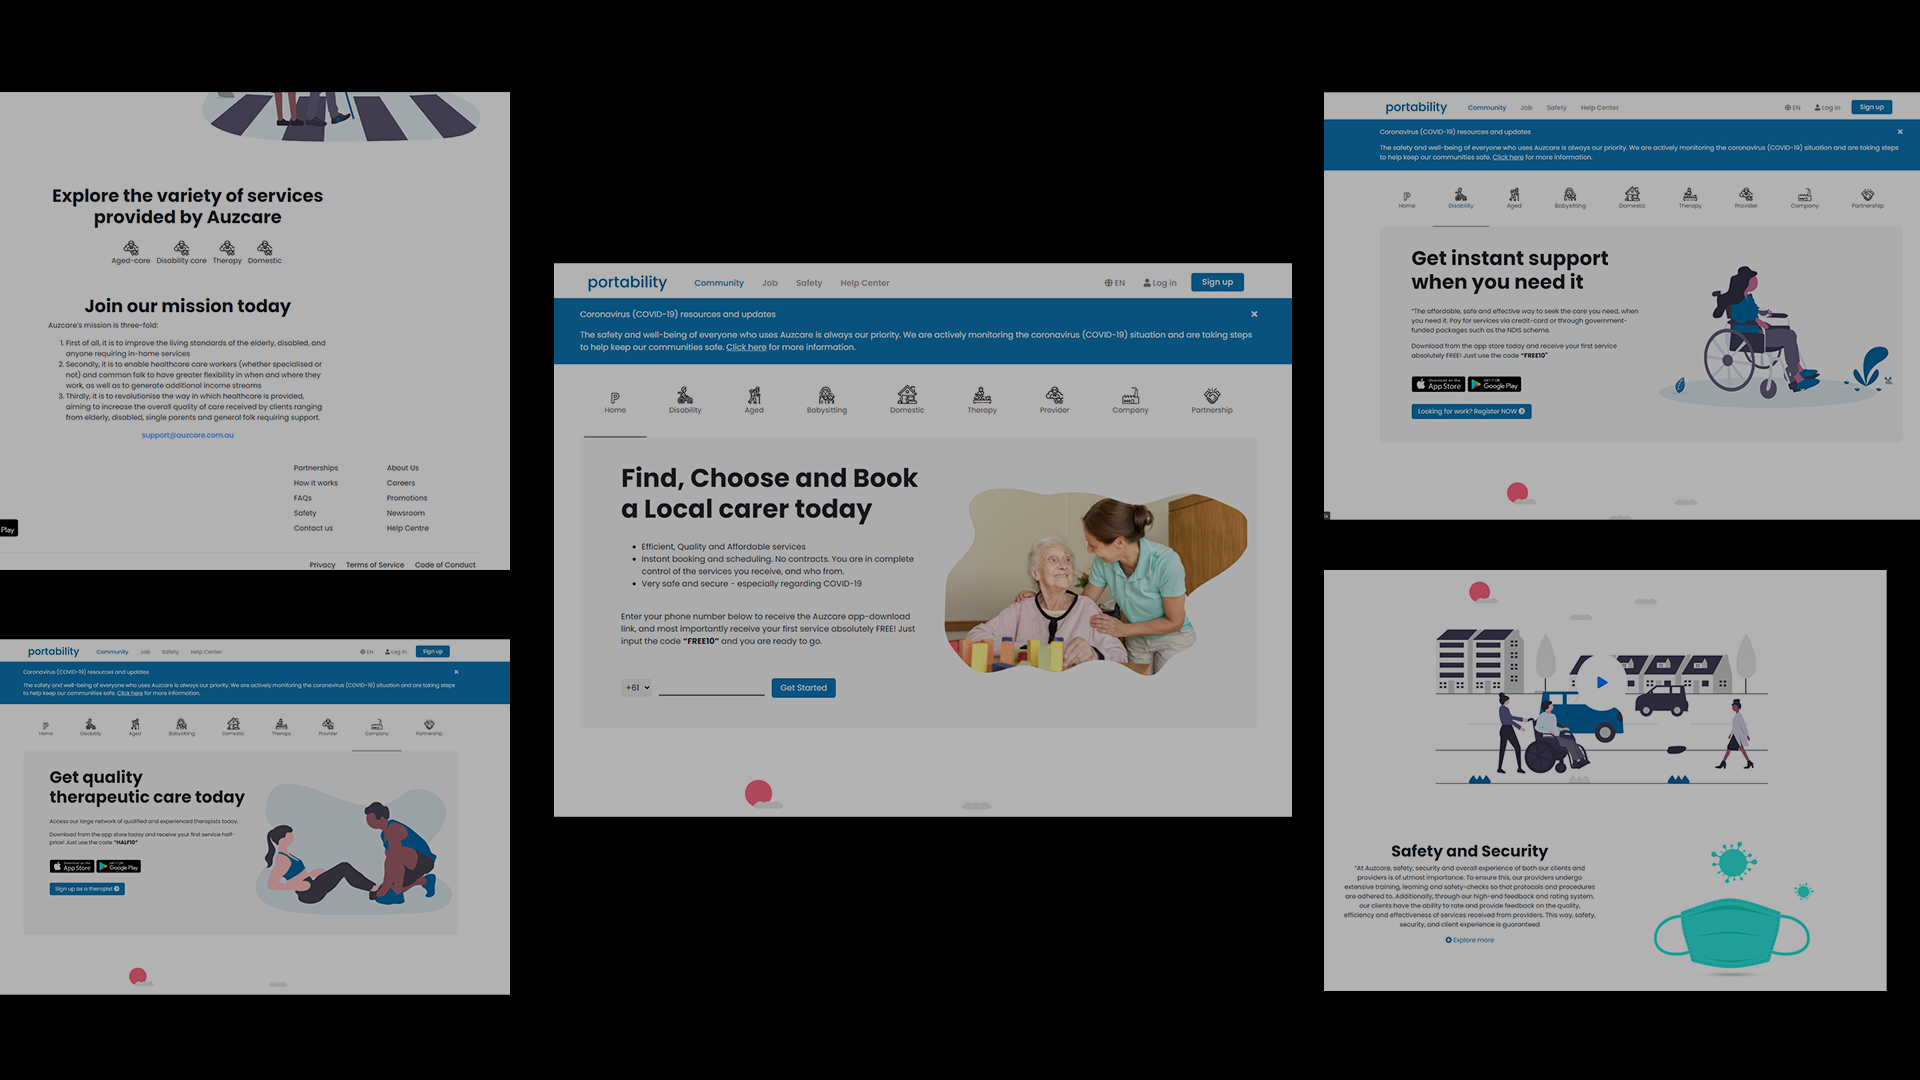 Explore the variety of services
provided by Auzcare
Aged-care Disability care Therapy Domestic
Join our mission today
Auzcare's mission is three-fold:
1. First of all, it is to improve the living standards of the elderly, disabled, and
anyone requiring in-home services
2. Secondly, it is to enable healthcare care workers (whether specialised or
not) and common folk to have greater flexibility in when and where they
work, as well as to generate additional income streams
3. Thirdly, it is to revolutionise the way in which healthcare is provided,
aiming to increase the overall quality of care received by clients ranging
from elderly, disabled, single parents and general folk requiring support.
support@auzcare.com.au
Partnerships About Us
How it works Careers
FAQs Promotions
Safety Newsroom
Contact us Help Centre
Play
Privacy Terms of Service Code of Conduct
portability Community Job Safety Help Center EN Log in Sign up
Coronavirus (COVID-19) resources and updates
The safety and well-being of everyone who uses Auzcare is always our priority. We are actively monitoring the coronavirus (COVID-19) situation and are taking steps
to help keep our communities safe. Click here for more information.
Home Disability Aged Babysitting Domestic Therapy Provider Company Partnership
Get quality
therapeutic care today
Access our large network of qualified and experienced therapists today.
Download from the app store today and receive your first service half-
price! Just use the code "HALF10"
Download on the App Store GET IT ON Google Play
Sign up as a therapist
portability Community Job Safety Help Center EN Log in Sign up
Coronavirus (COVID-19) resources and updates
The safety and well-being of everyone who uses Auzcare is always our priority. We are actively monitoring the coronavirus (COVID-19) situation and are taking steps
to help keep our communities safe. Click here for more information.
Home Disability Aged Babysitting Domestic Therapy Provider Company Partnership
Find, Choose and Book
a Local carer today
• Efficient, Quality and Affordable services
• Instant booking and scheduling. No contracts. You are in complete
control of the services you receive, and who from.
• Very safe and secure - especially regarding COVID-19
Enter your phone number below to receive the Auzcare app-download
link, and most importantly receive your first service absolutely FREE! Just
input the code "FREE10" and you are ready to go.
+61 Get Started
portability Community Job Safety Help Center EN Log in Sign up
Coronavirus (COVID-19) resources and updates
The safety and well-being of everyone who uses Auzcare is always our priority. We are actively monitoring the coronavirus (COVID-19) situation and are taking steps
to help keep our communities safe. Click here for more information.
Home Disability Aged Babysitting Domestic Therapy Provider Company Partnership
Get instant support
when you need it
"The affordable, safe and effective way to seek the care you need, when
you need it. Pay for services via credit-card or through government-
funded packages such as the NDIS scheme.
Download from the app store today and receive your first service
absolutely FREE! Just use the code "FREE10"
Download on the App Store GET IT ON Google Play
Looking for work? Register NOW
Safety and Security
"At Auzcare, safety, security and overall experience of both our clients and
providers is of utmost importance. To ensure this, our providers undergo
extensive training, learning and safety-checks so that protocols and procedures
are adhered to. Additionally, through our high-end feedback and rating system,
our clients have the ability to rate and provide feedback on the quality,
efficiency and effectiveness of services received from providers. This way, safety,
security, and client experience is guaranteed
Explore more